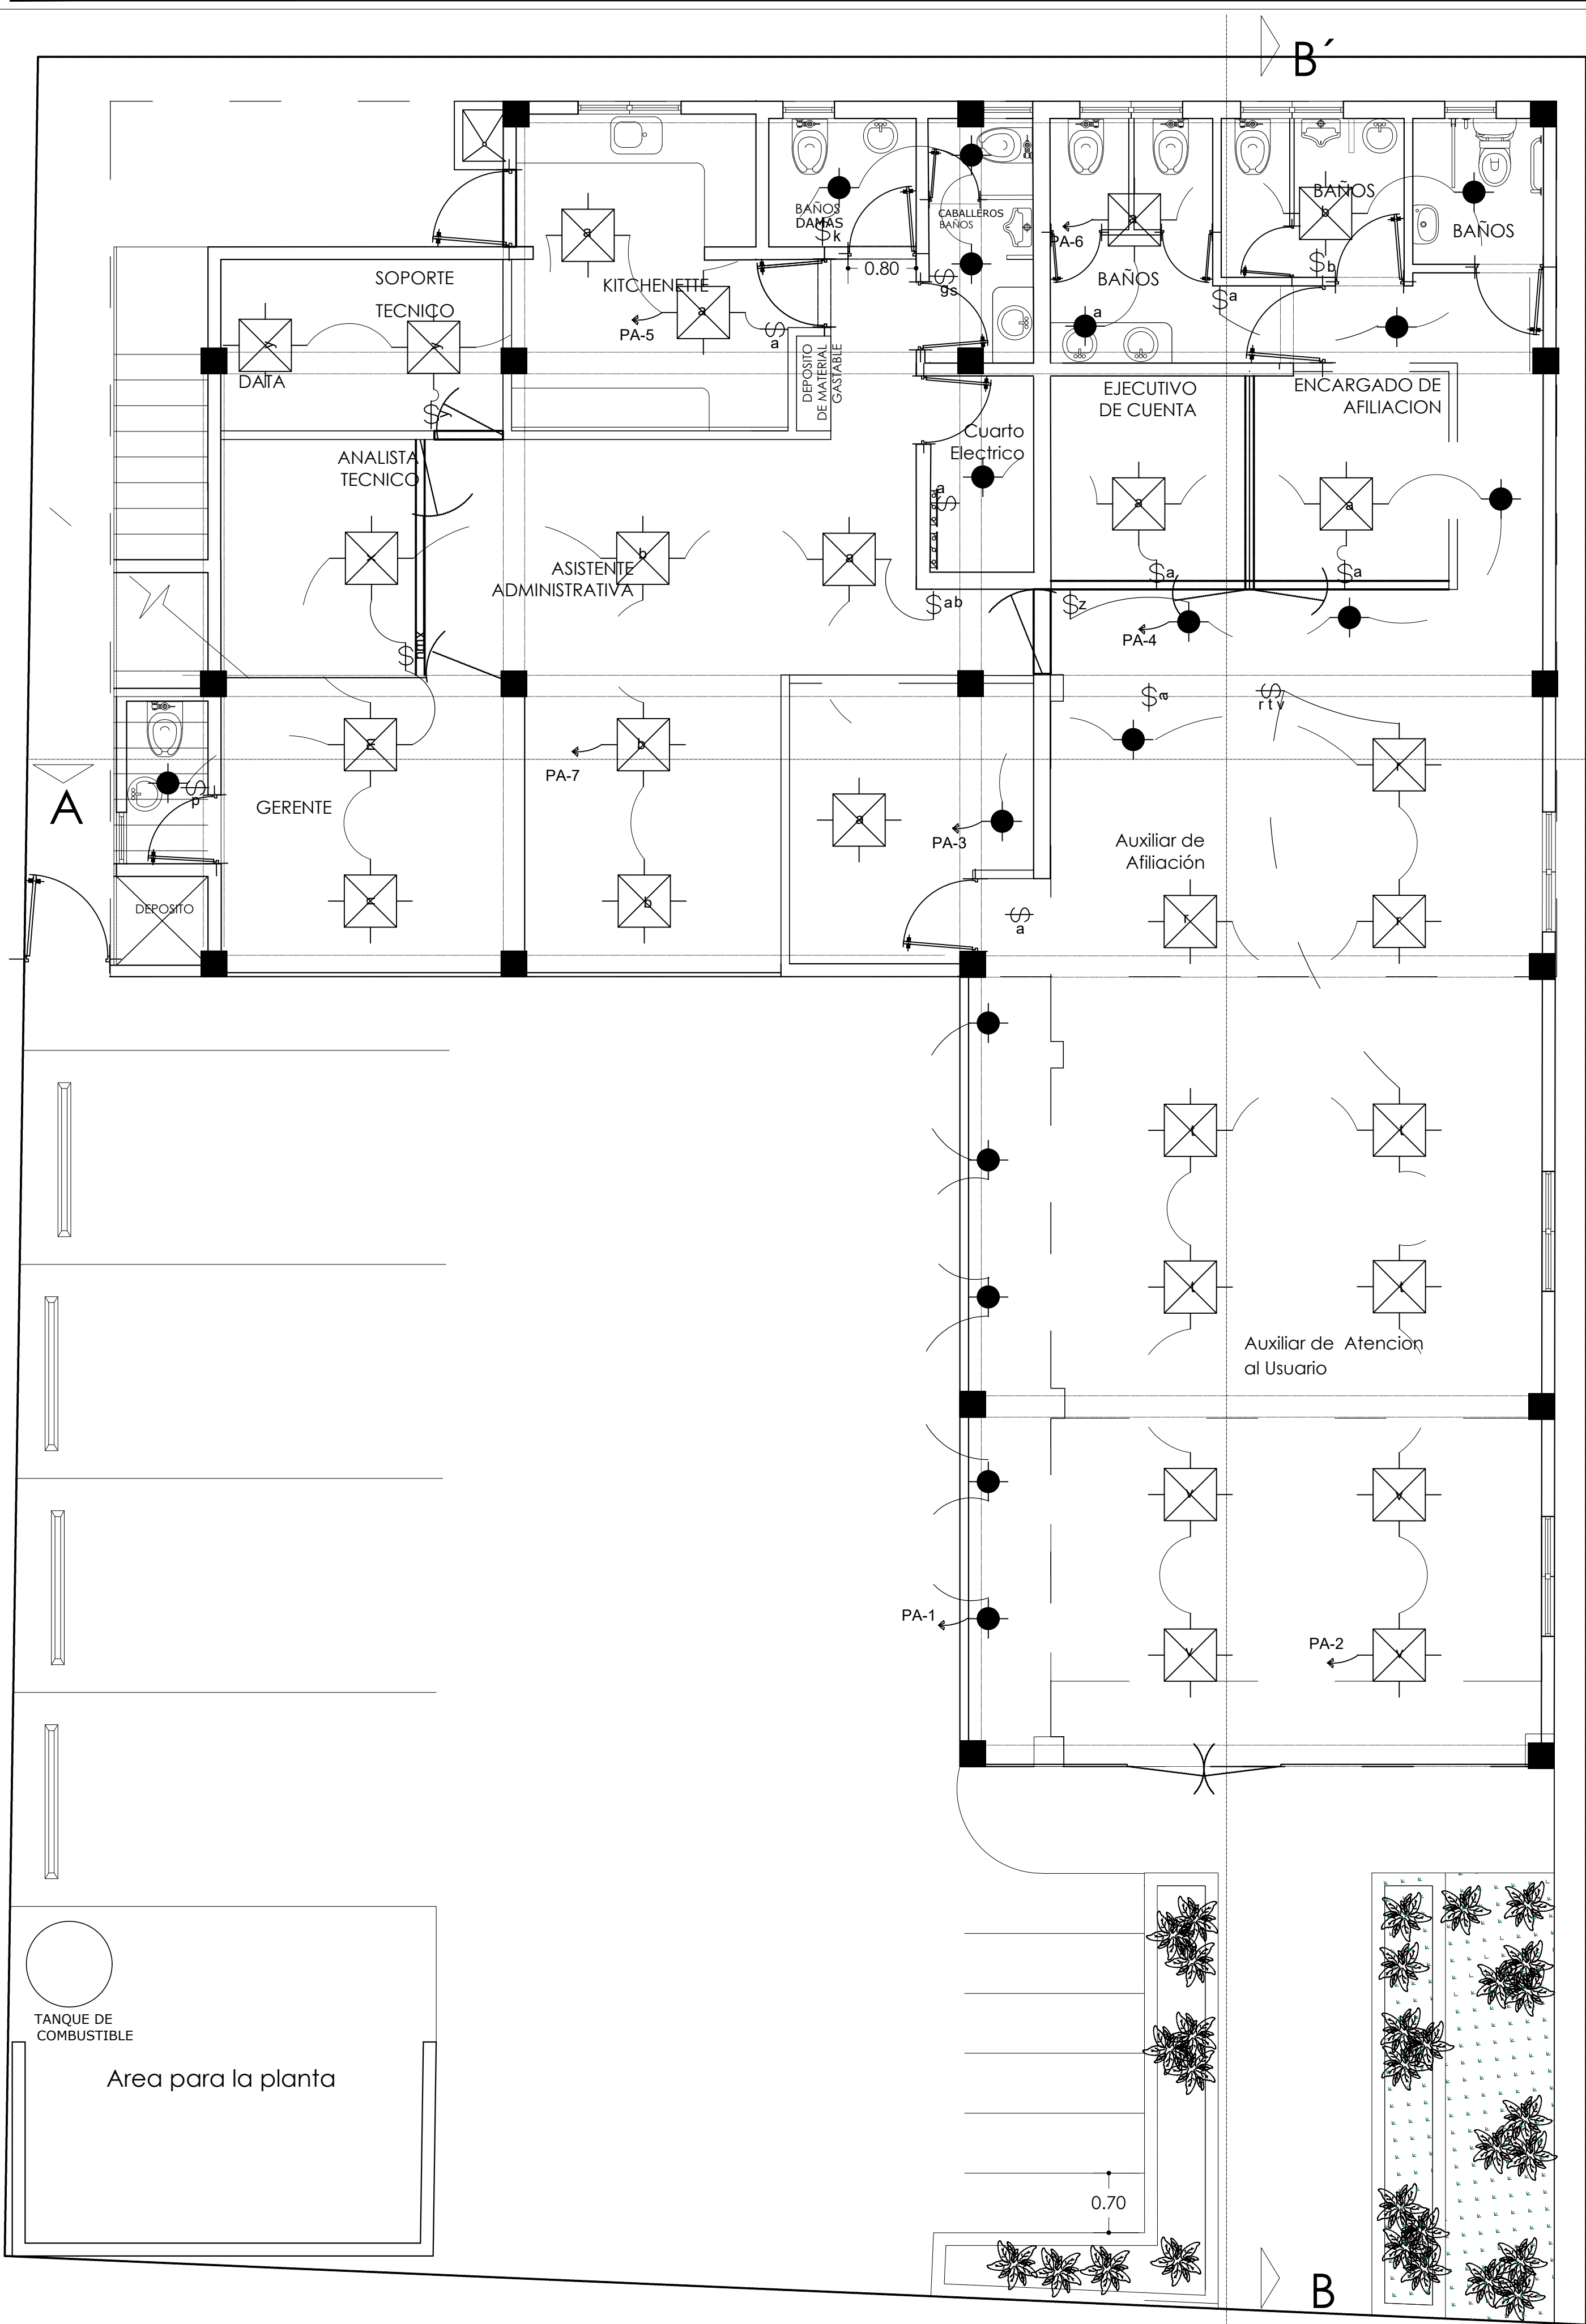 B´
BAÑOS
DAMAS
$k
CABALLEROS
BAÑOS
a
PA-6
BAÑOS
b
BAÑOS
$b
BAÑOS
a
SOPORTE
TECNICO
0.80
KITCHENETTE
a
PA-5
$
a
$
gs
$a
a
y
y
DATA
$y
DEPOSITO
DE MATERIAL
GASTABLE
EJECUTIVO
DE CUENTA
ENCARGADO DE
AFILIACION
Cuarto
Electrico
a
$
ANALISTA
TECNICO
a
a
b
a
ASISTENTE
ADMINISTRATIVA
$a
$a
$ab
$z
PA-4
$
$a
$
rtv
m
b
PA-7
r
A
$
p
GERENTE
a
PA-3
Auxiliar de
Afiliación
b
r
r
DEPOSITO
$
a
t
t
t
t
Auxiliar de Atencion
al Usuario
v
v
PA-1
v
PA-2
v
TANQUE DE
COMBUSTIBLE
Area para la planta
0.70
B